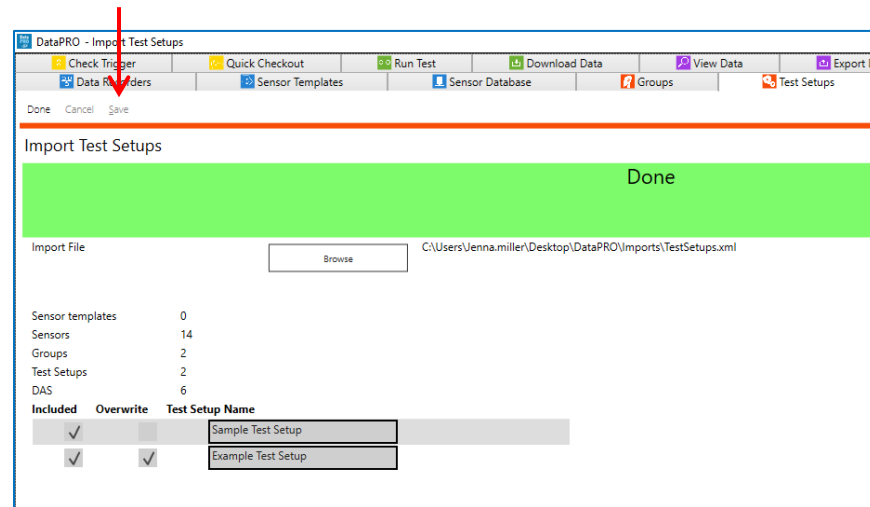 DataPRO - Import Test Setups
Check Trigger Quick Checkout Run Test Download Data View Data Export
Data Recorders Sensor Templates Sensor Database Groups Test Setups
Done Cancel Save
Import Test Setups
Done
Import File Browse C:\Users\Jenna.miller\Desktop\DataPRO\Imports\TestSetups.xml
Sensor templates 0
Sensors 14
Groups 2
Test Setups 2
DAS 6
Included Overwrite Test Setup Name
Sample Test Setup
Example Test Setup